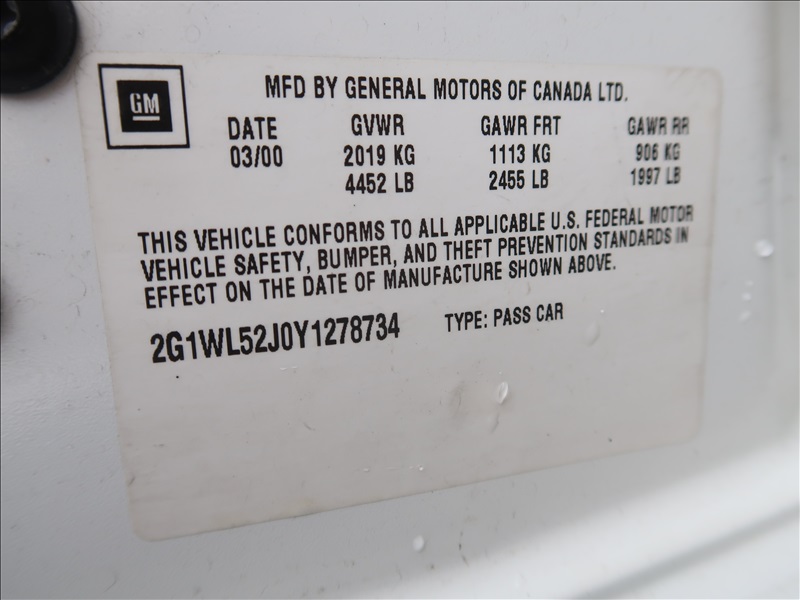 GM
MFD BY GENERAL MOTORS OF CANADA LTD.
DATE GVWR GAWR FRT GAWR RR
03/00 2019 KG 1113 KG 906 KG
4452 LB 2455 LB 1997 LB
THIS VEHICLE CONFORMS TO ALL APPLICABLE U.S. FEDERAL MOTOR
VEHICLE SAFETY, BUMPER, AND THEFT PREVENTION STANDARDS IN
EFFECT ON THE DATE OF MANUFACTURE SHOWN ABOVE.
2G1WL52J0Y1278734 TYPE: PASS CAR